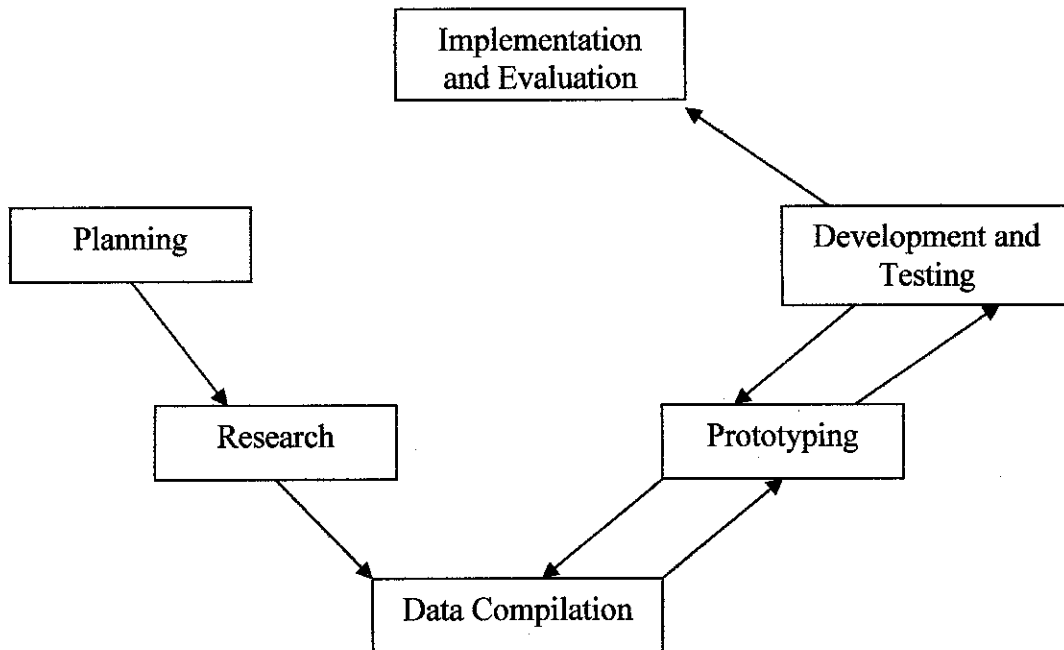 Implementation
and Evaluation
Planning
Development and
Testing
Research
Prototyping
Data Compilation